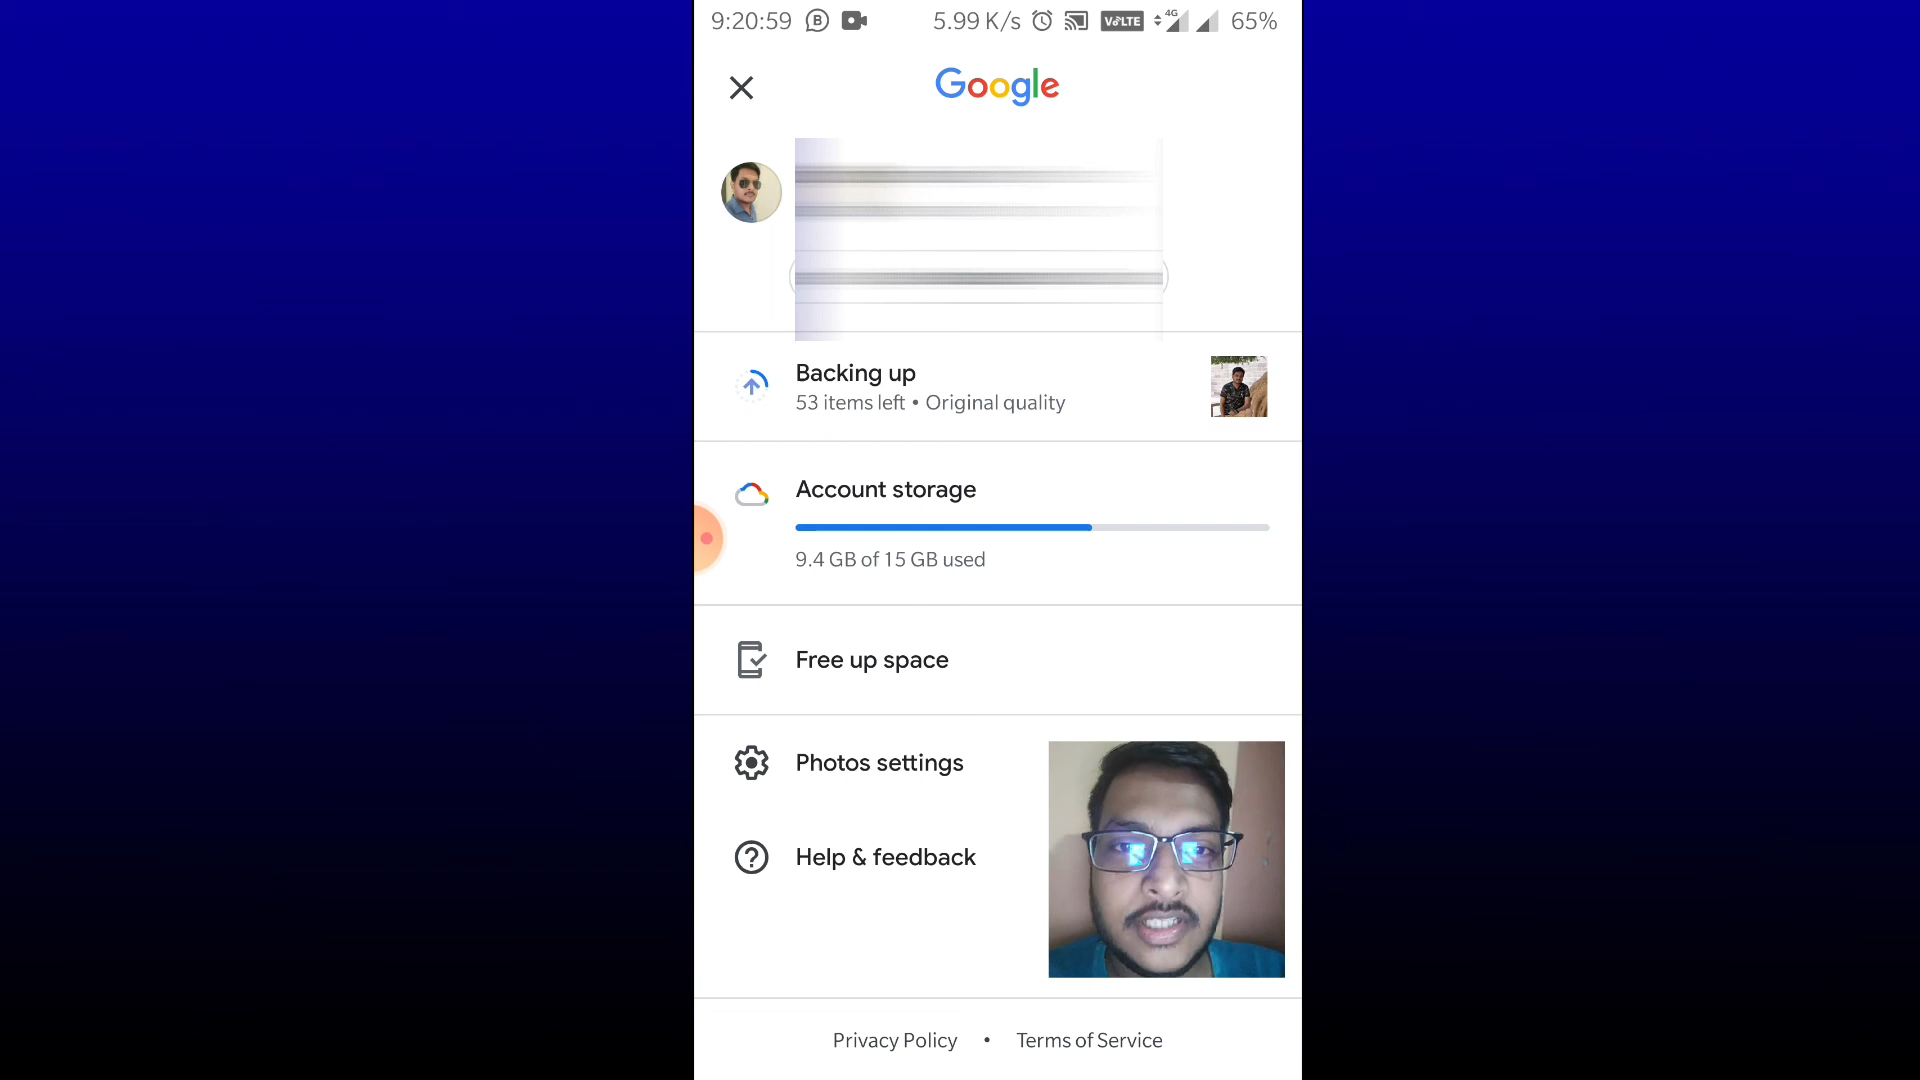 9:20:59 B 5.99 K/s VoLTE 4G 65%
Google
Backing up
53 items left • Original quality
Account storage
9.4 GB of 15 GB used
Free up space
Photos settings
Help & feedback
Privacy Policy • Terms of Service